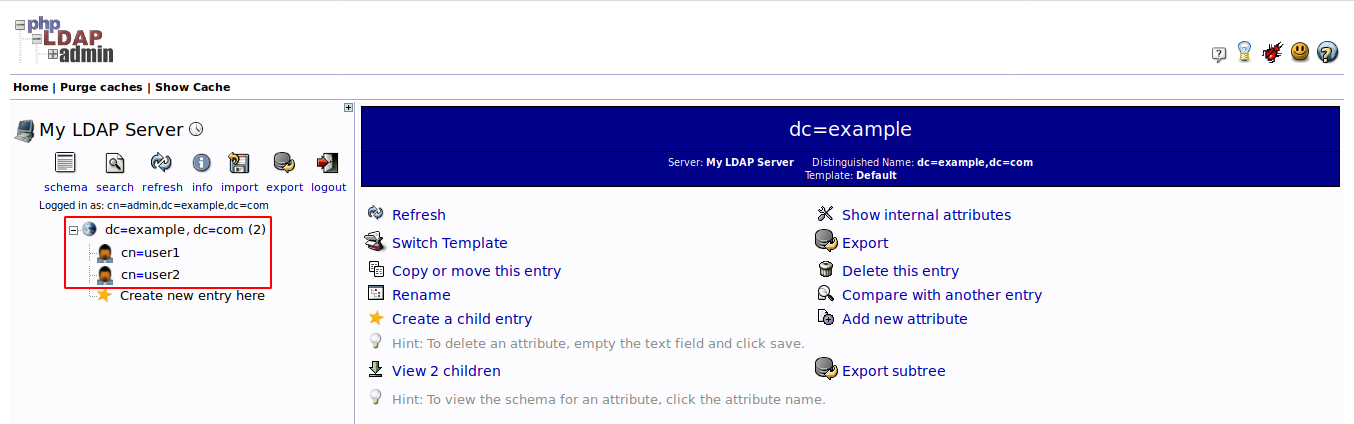 php
LDAP
admin
Home | Purge caches | Show Cache
My LDAP Server
schema search refresh info import export logout
Logged in as: cn=admin,dc=example,dc=com
dc=example, dc=com (2)
cn=user1
cn=user2
Create new entry here
dc=example
Server: My LDAP Server Distinguished Name: dc=example,dc=com
Template: Default
Refresh Show internal attributes
Switch Template Export
Copy or move this entry Delete this entry
Rename Compare with another entry
Create a child entry Add new attribute
Hint: To delete an attribute, empty the text field and click save.
View 2 children Export subtree
Hint: To view the schema for an attribute, click the attribute name.